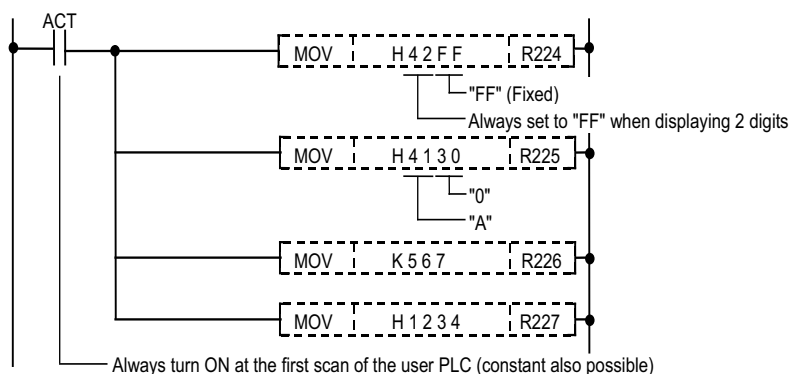 ACT
MOV H 4 2 F F R224
"FF" (Fixed)
Always set to "FF" when displaying 2 digits
MOV H 4 1 3 0 R225
"0"
"A"
MOV K 5 6 7 R226
MOV H 1 2 3 4 R227
Always turn ON at the first scan of the user PLC (constant also possible)